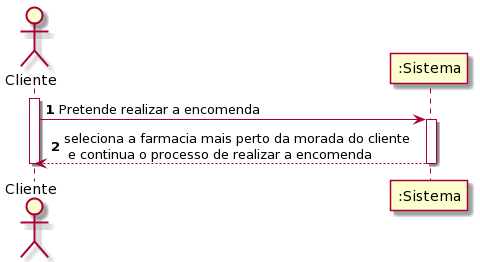 Cliente
:Sistema
1 Pretende realizar a encomenda
seleciona a farmacia mais perto da morada do cliente
2
e continua o processo de realizar a encomenda
Cliente
:Sistema